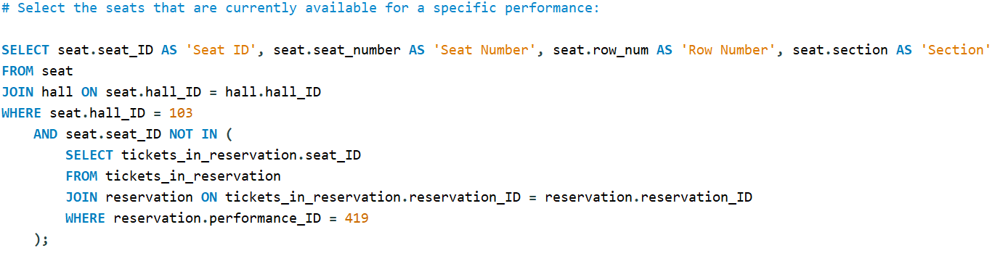 # Select the seats that are currently available for a specific performance:
SELECT seat.seat_ID AS 'Seat ID', seat.seat_number AS 'Seat Number', seat.row_num AS 'Row Number', seat.section AS 'Section'
FROM seat
JOIN hall ON seat.hall_ID = hall.hall_ID
WHERE seat.hall_ID = 103
    AND seat.seat_ID NOT IN (
        SELECT tickets_in_reservation.seat_ID
        FROM tickets_in_reservation
        JOIN reservation ON tickets_in_reservation.reservation_ID = reservation.reservation_ID
        WHERE reservation.performance_ID = 419
    );